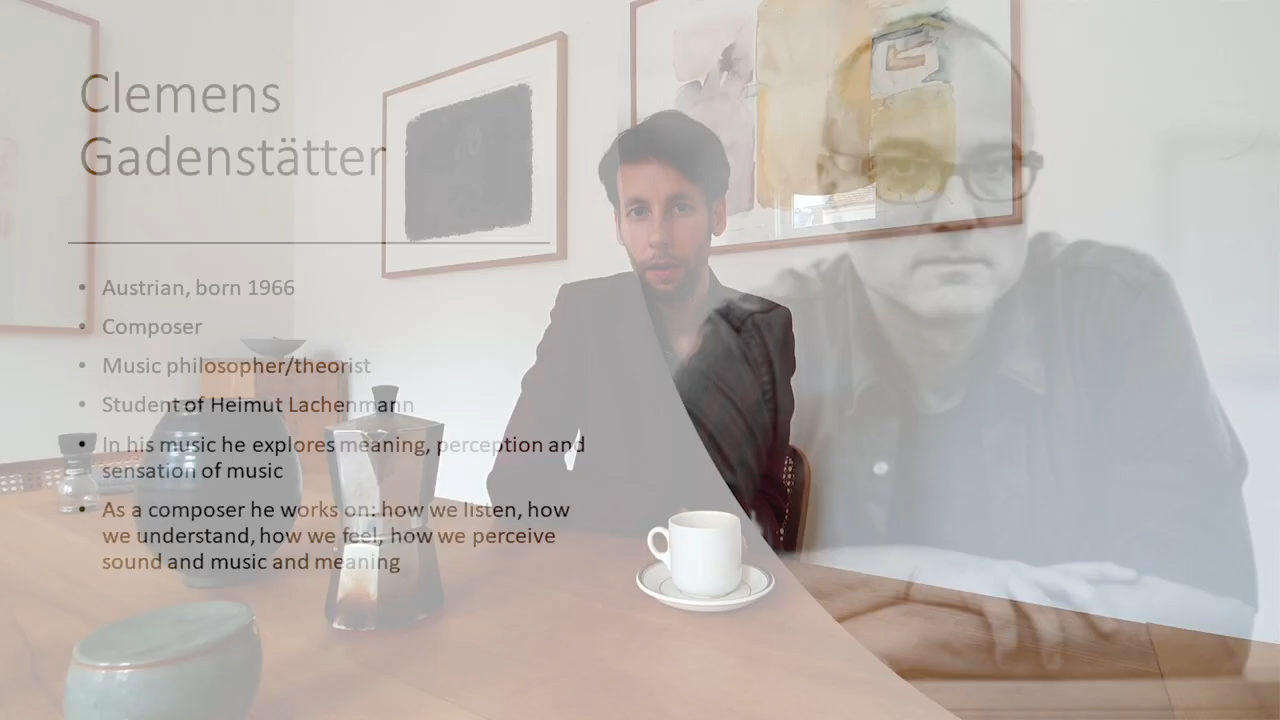 Clemens
Gadenstätter
• Austrian, born 1966
• Composer
• Music philosopher/theorist
• Student of Helmut Lachenmann
• In his music he explores meaning, perception and
sensation of music
• As a composer he works on: how we listen, how
we understand, how we feel, how we perceive
sound and music and meaning